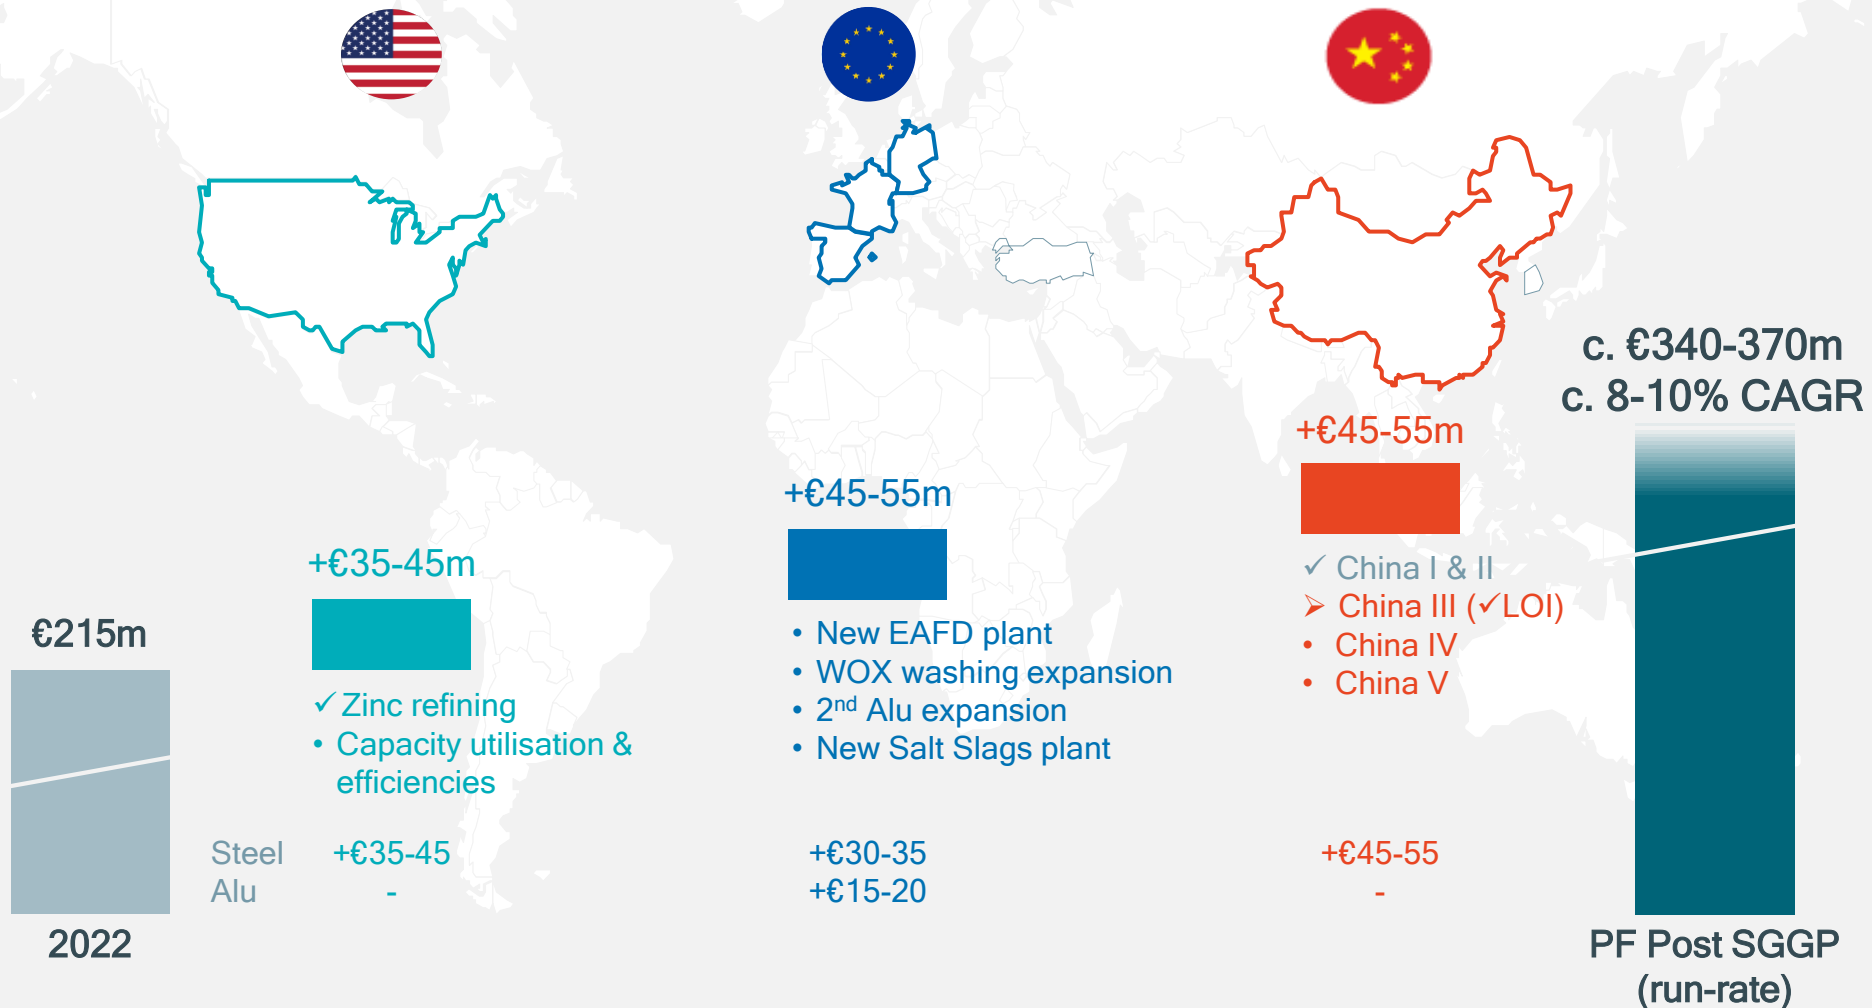 €215m
2022
+€35-45m
✓ Zinc refining
• Capacity utilisation &
efficiencies
+€45-55m
• New EAFD plant
• WOX washing expansion
• 2nd Alu expansion
• New Salt Slags plant
+€45-55m
✓ China I & II
➢ China III (✓LOI)
• China IV
• China V
Steel +€35-45 +€30-35 +€45-55
Alu - +€15-20 -
c. €340-370m
c. 8-10% CAGR
PF Post SGGP
(run-rate)